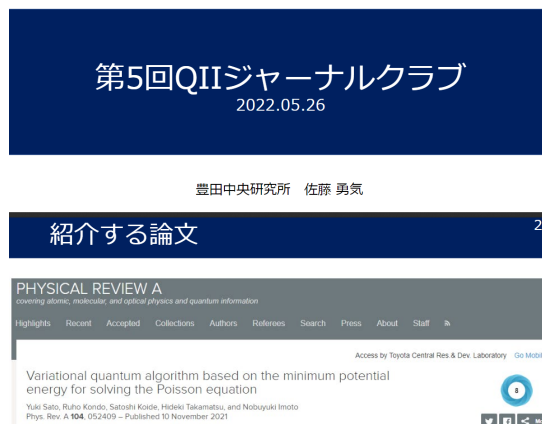 第5回QIIジャーナルクラブ
2022.05.26
豊田中央研究所 佐藤 勇気
紹介する論文
2
PHYSICAL REVIEW A
covering atomic, molecular, and optical physics and quantum information
Highlights Recent Accepted Collections Authors Referees Search Press About Staff
Access by Toyota Central Res.& Dev. Laboratory Go Mobil
Variational quantum algorithm based on the minimum potential
energy for solving the Poisson equation
8
Yuki Sato, Ruho Kondo, Satoshi Koide, Hideki Takamatsu, and Nobuyuki Imoto
Phys. Rev. A 104, 052409 – Published 10 November 2021